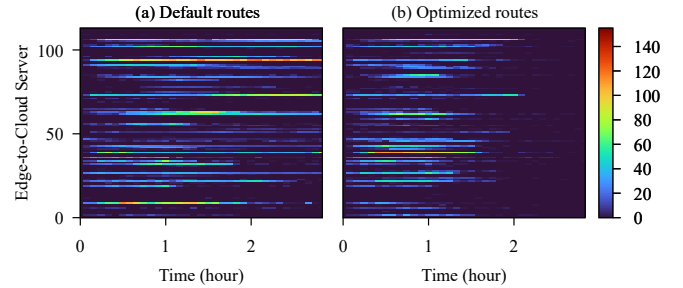 (a) Default routes
(b) Optimized routes
Edge-to-Cloud Server
100
50
0
0 1 2
0 1 2
Time (hour)
Time (hour)
140
120
100
80
60
40
20
0